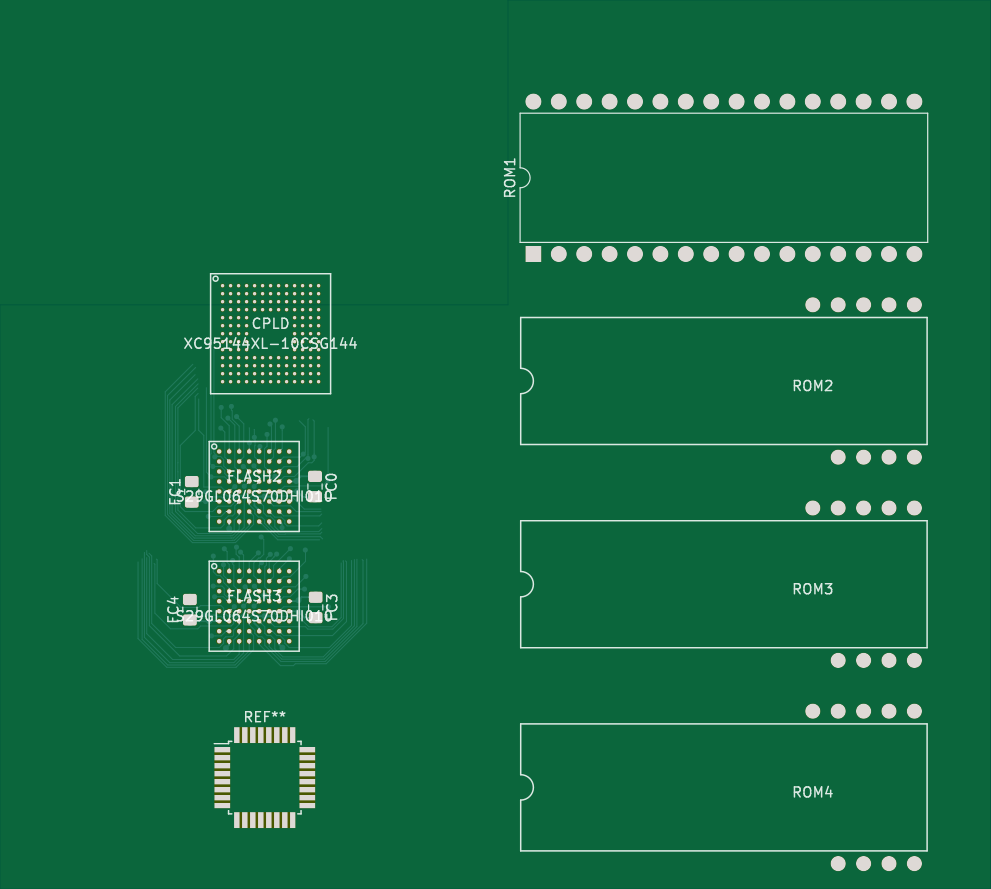 ROM1
CPLD
XC95144XL-10CSG144
ROM2
FLASH2
S29GL064S70DHI010
FC1
FC0
ROM3
FLASH3
S29GL064S70DHI010
FC4
FC3
REF**
ROM4